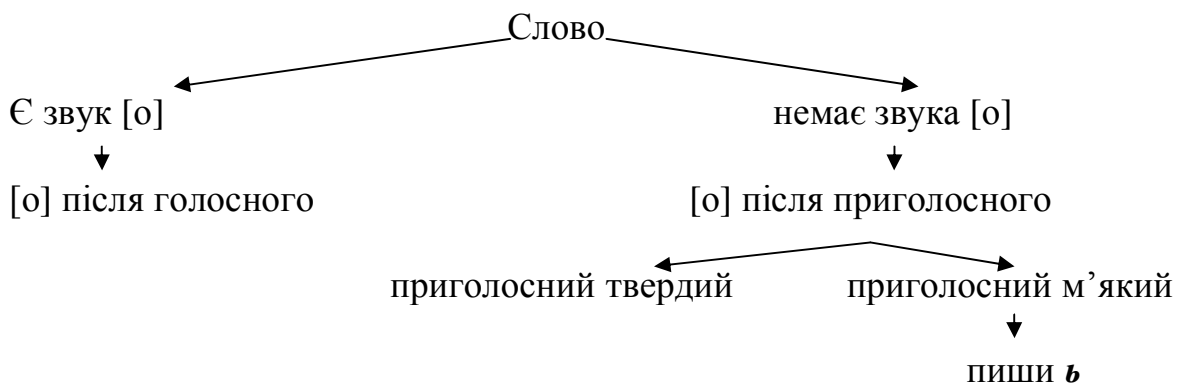 Слово
Є звук [о] немає звука [о]
[о] після голосного [о] після приголосного
приголосний твердий приголосний м’який
пиши ь